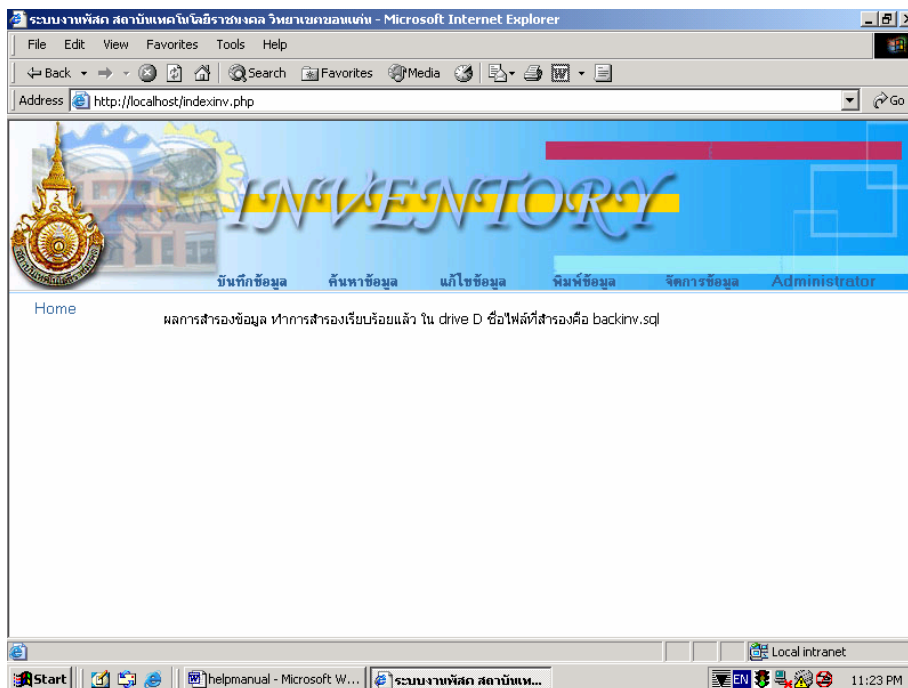 ระบบงานพัสดุ สถาบันเทคโนโลยีราชมงคล วิทยาเขตขอนแก่น - Microsoft Internet Explorer
File Edit View Favorites Tools Help
Back Search Favorites Media
Address http://localhost/indexinv.php Go
INVENTORY
บันทึกข้อมูล ค้นหาข้อมูล แก้ไขข้อมูล พิมพ์ข้อมูล จัดการข้อมูล Administrator
Home
ผลการสำรองข้อมูล ทำการสำรองเรียบร้อยแล้ว ใน drive D ชื่อไฟล์ที่สำรองคือ backinv.sql
Local intranet
Start helpmanual - Microsoft W... ระบบงานพัสดุ สถาบันเท... EN 11:23 PM